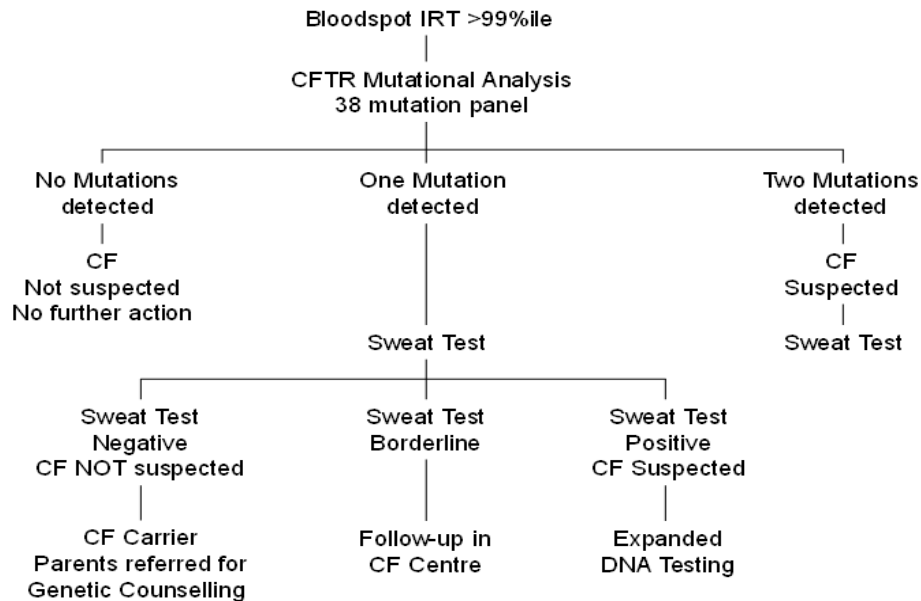 Bloodspot IRT >99%ile
CFTR Mutational Analysis
38 mutation panel
No Mutations
detected
One Mutation
detected
Two Mutations
detected
CF
Not suspected
No further action
CF
Suspected
Sweat Test
Sweat Test
Sweat Test
Negative
CF NOT suspected
Sweat Test
Borderline
Sweat Test
Positive
CF Suspected
CF Carrier
Parents referred for
Genetic Counselling
Follow-up in
CF Centre
Expanded
DNA Testing